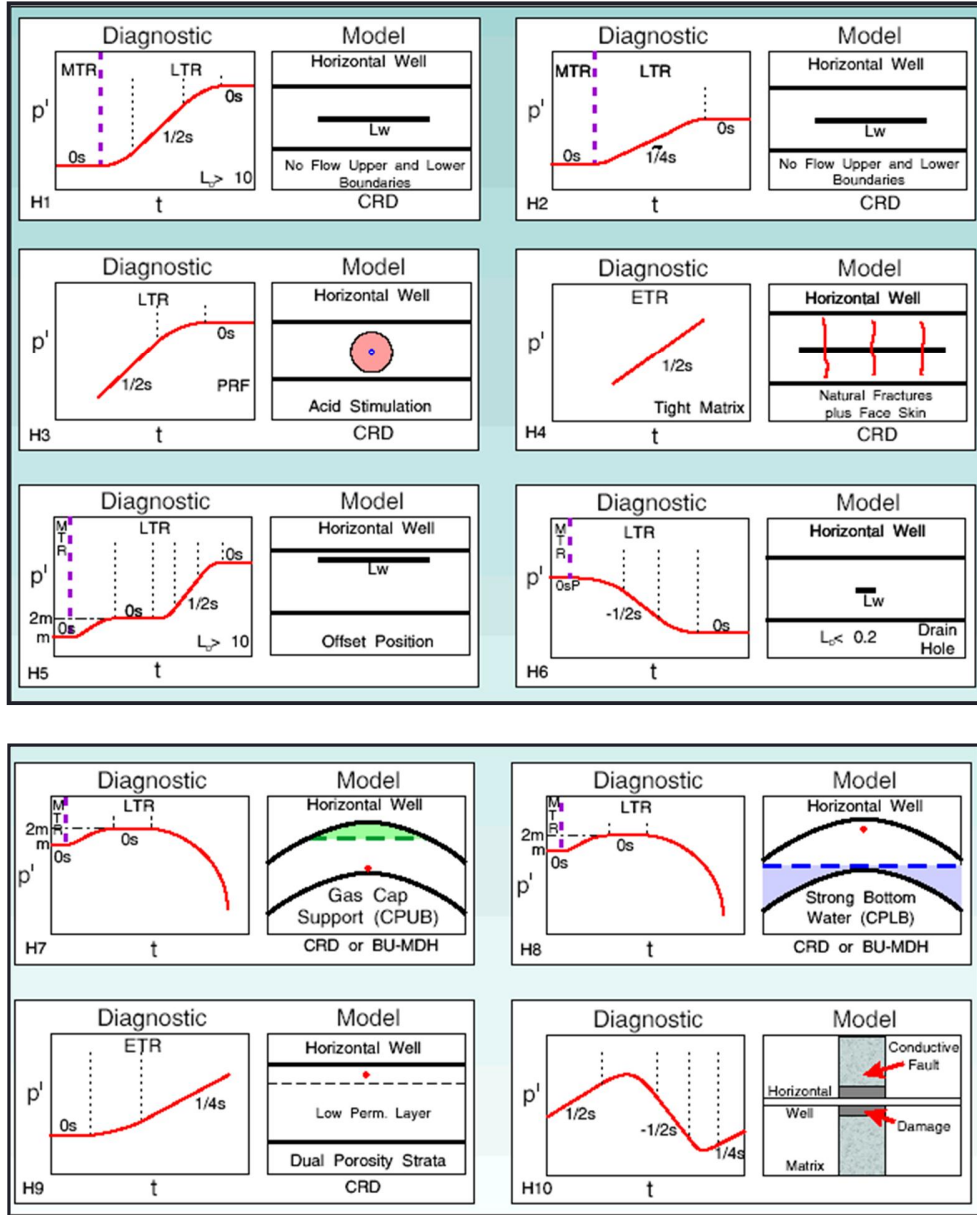 Diagnostic Model
MTR LTR
0s
p'
1/2s
0s
L_D> 10
H1 t
Horizontal Well
Lw
No Flow Upper and Lower
Boundaries
CRD
Diagnostic Model
MTR LTR
p'
0s
1/4s
0s
H2 t
Horizontal Well
Lw
No Flow Upper and Lower
Boundaries
CRD
Diagnostic Model
LTR
p'
0s
1/2s
PRF
H3 t
Horizontal Well
Acid Stimulation
CRD
Diagnostic Model
ETR
p'
1/2s
Tight Matrix
H4 t
Horizontal Well
Natural Fractures
plus Face Skin
CRD
Diagnostic Model
MTR
LTR
0s
p'
0s
1/2s
2m
0s
m
L_D> 10
H5 t
Horizontal Well
Lw
Offset Position
Diagnostic Model
MTR
LTR
p'
0sP
-1/2s
0s
H6 t
Horizontal Well
Lw
L_D< 0.2
Drain
Hole
Diagnostic Model
MTR
LTR
2m
m
0s
0s
p'
H7 t
Horizontal Well
Gas Cap
Support (CPUB)
CRD or BU-MDH
Diagnostic Model
MTR
LTR
2m
m
0s
0s
p'
H8 t
Horizontal Well
Strong Bottom
Water (CPLB)
CRD or BU-MDH
Diagnostic Model
ETR
p'
0s
1/4s
H9 t
Horizontal Well
Low Perm. Layer
Dual Porosity Strata
CRD
Diagnostic Model
p'
1/2s
-1/2s
1/4s
H10 t
Conductive
Fault
Horizontal
Well
Damage
Matrix